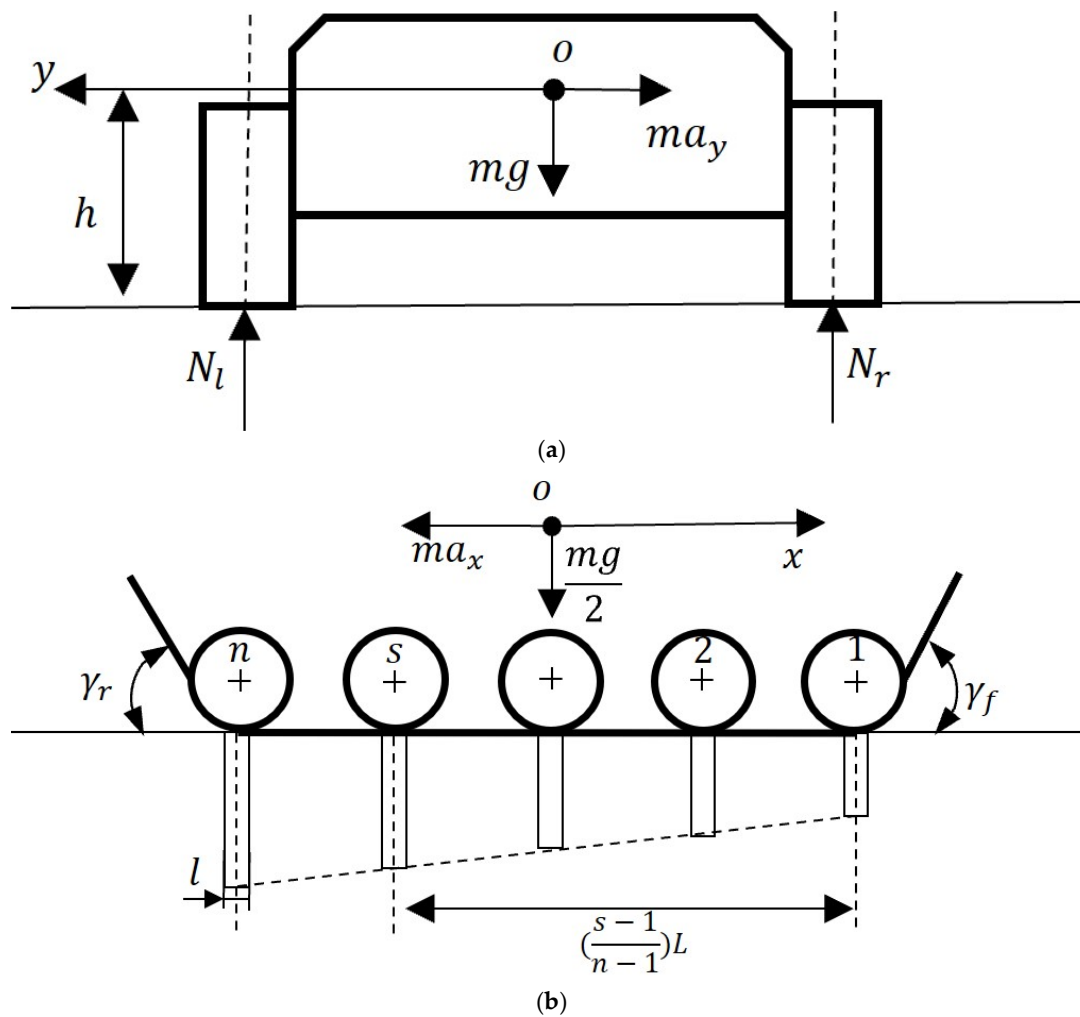 o
y
ma_y
mg
h
N_l
N_r
(a)
o
ma_x
mg/2
x
n s 2 1
γ_r
γ_f
l
((s − 1)/(n − 1))L
(b)